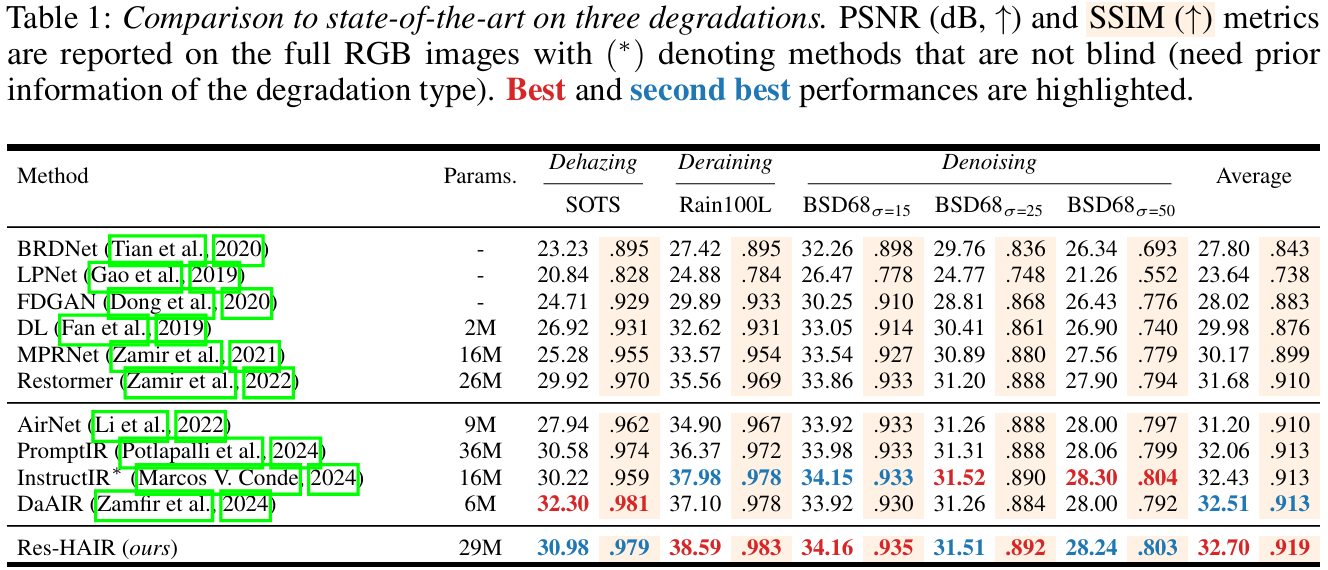 Table 1: Comparison to state-of-the-art on three degradations. PSNR (dB, ↑) and SSIM (↑) metrics
are reported on the full RGB images with (*) denoting methods that are not blind (need prior
information of the degradation type). Best and second best performances are highlighted.
Method Params. Dehazing Deraining Denoising Average
SOTS Rain100L BSD68σ=15 BSD68σ=25 BSD68σ=50
BRDNet (Tian et al., 2020) - 23.23 .895 27.42 .895 32.26 .898 29.76 .836 26.34 .693 27.80 .843
LPNet (Gao et al., 2019) - 20.84 .828 24.88 .784 26.47 .778 24.77 .748 21.26 .552 23.64 .738
FDGAN (Dong et al., 2020) - 24.71 .929 29.89 .933 30.25 .910 28.81 .868 26.43 .776 28.02 .883
DL (Fan et al., 2019) 2M 26.92 .931 32.62 .931 33.05 .914 30.41 .861 26.90 .740 29.98 .876
MPRNet (Zamir et al., 2021) 16M 25.28 .955 33.57 .954 33.54 .927 30.89 .880 27.56 .779 30.17 .899
Restormer (Zamir et al., 2022) 26M 29.92 .970 35.56 .969 33.86 .933 31.20 .888 27.90 .794 31.68 .910
AirNet (Li et al., 2022) 9M 27.94 .962 34.90 .967 33.92 .933 31.26 .888 28.00 .797 31.20 .910
PromptIR (Potlapalli et al., 2024) 36M 30.58 .974 36.37 .972 33.98 .933 31.31 .888 28.06 .799 32.06 .913
InstructIR* (Marcos V. Conde, 2024) 16M 30.22 .959 37.98 .978 34.15 .933 31.52 .890 28.30 .804 32.43 .913
DaAIR (Zamfir et al., 2024) 6M 32.30 .981 37.10 .978 33.92 .930 31.26 .884 28.00 .792 32.51 .913
Res-HAIR (ours) 29M 30.98 .979 38.59 .983 34.16 .935 31.51 .892 28.24 .803 32.70 .919